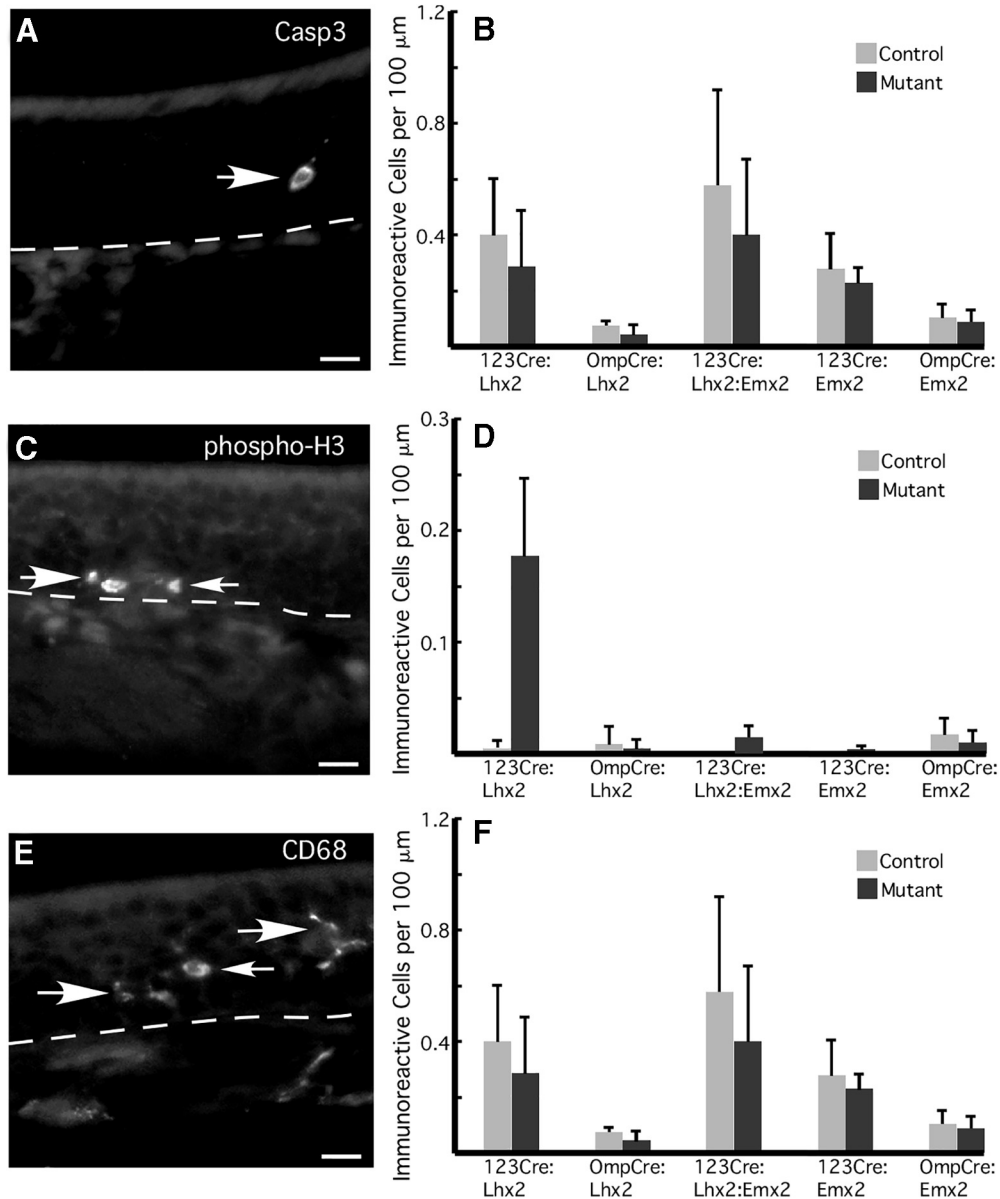 A
Casp3
B
Immunoreactive Cells per 100 µm
1.2
0.8
0.4
Control
Mutant
123Cre: OmpCre: 123Cre: 123Cre: OmpCre:
Lhx2 Lhx2 Lhx2:Emx2 Emx2 Emx2
C
phospho-H3
D
Immunoreactive Cells per 100 µm
0.3
0.2
0.1
Control
Mutant
123Cre: OmpCre: 123Cre: 123Cre: OmpCre:
Lhx2 Lhx2 Lhx2:Emx2 Emx2 Emx2
E
CD68
F
Immunoreactive Cells per 100 µm
1.2
0.8
0.4
Control
Mutant
123Cre: OmpCre: 123Cre: 123Cre: OmpCre:
Lhx2 Lhx2 Lhx2:Emx2 Emx2 Emx2